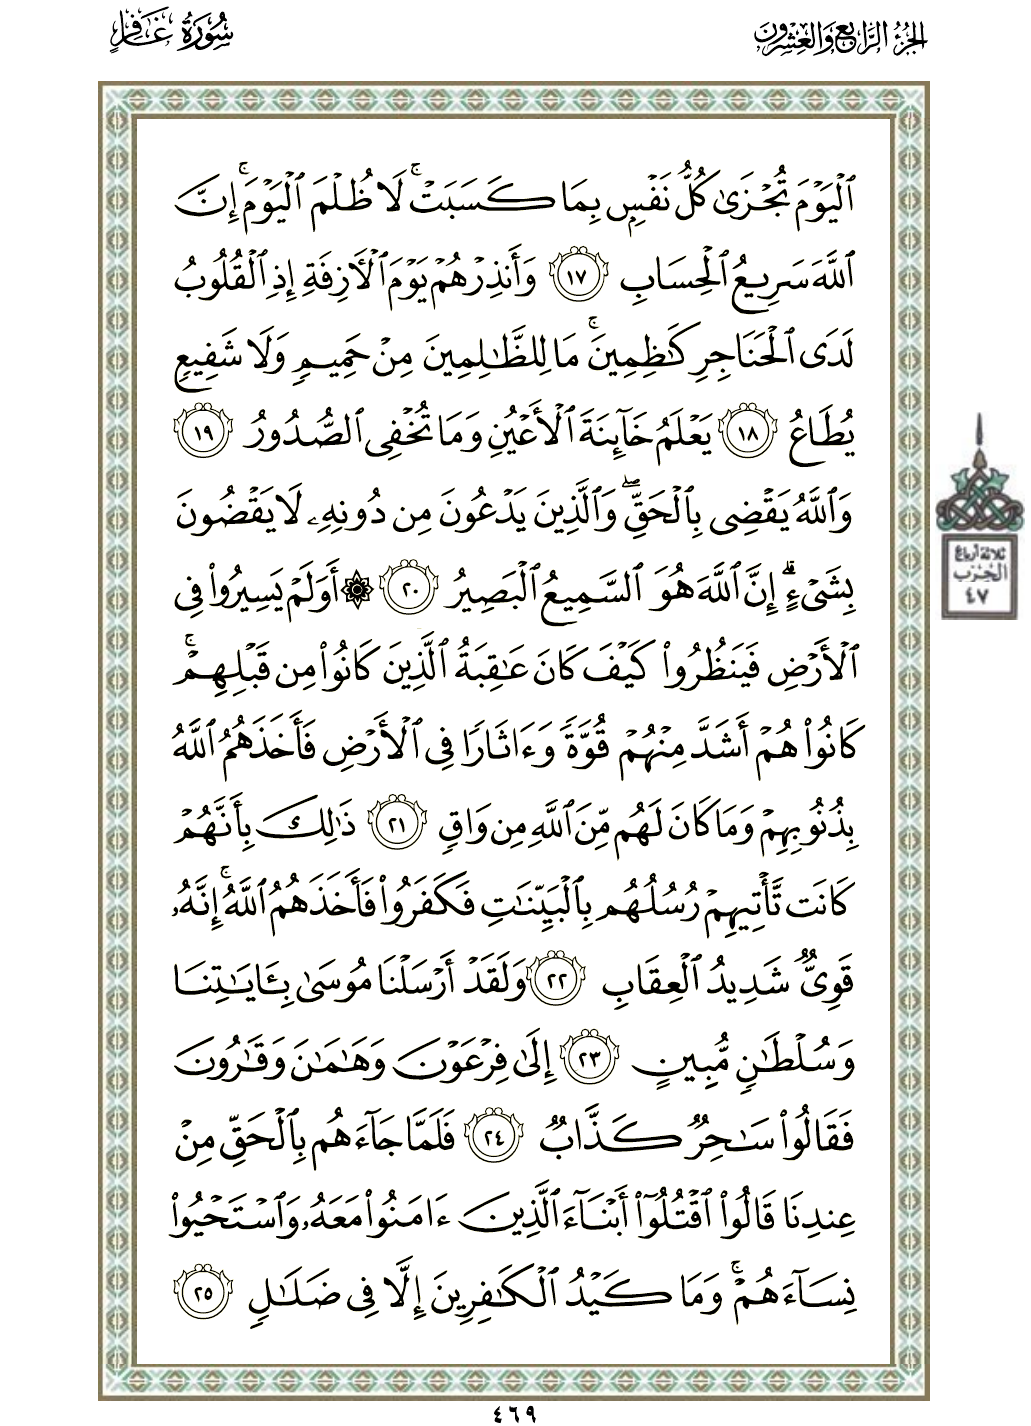 الجزء الرابع والعشرون
سورة غافر
ٱلْيَوْمَ تُجْزَىٰ كُلُّ نَفْسٍۭ بِمَا كَسَبَتْ ۚ لَا ظُلْمَ ٱلْيَوْمَ ۚ إِنَّ
ٱللَّهَ سَرِيعُ ٱلْحِسَابِ ١٧ وَأَنذِرْهُمْ يَوْمَ ٱلْءَازِفَةِ إِذِ ٱلْقُلُوبُ
لَدَى ٱلْحَنَاجِرِ كَٰظِمِينَ ۚ مَا لِلظَّٰلِمِينَ مِنْ حَمِيمٍ وَلَا شَفِيعٍ
يُطَاعُ ١٨ يَعْلَمُ خَآئِنَةَ ٱلْأَعْيُنِ وَمَا تُخْفِى ٱلصُّدُورُ ١٩
وَٱللَّهُ يَقْضِى بِٱلْحَقِّ ۖ وَٱلَّذِينَ يَدْعُونَ مِن دُونِهِۦ لَا يَقْضُونَ
بِشَىْءٍ ۗ إِنَّ ٱللَّهَ هُوَ ٱلسَّمِيعُ ٱلْبَصِيرُ ٢٠ ۞ أَوَلَمْ يَسِيرُوا۟ فِى
ٱلْأَرْضِ فَيَنظُرُوا۟ كَيْفَ كَانَ عَٰقِبَةُ ٱلَّذِينَ كَانُوا۟ مِن قَبْلِهِمْ ۚ
كَانُوا۟ هُمْ أَشَدَّ مِنْهُمْ قُوَّةً وَءَاثَارًا فِى ٱلْأَرْضِ فَأَخَذَهُمُ ٱللَّهُ
بِذُنُوبِهِمْ وَمَا كَانَ لَهُم مِّنَ ٱللَّهِ مِن وَاقٍ ٢١ ذَٰلِكَ بِأَنَّهُمْ
كَانَت تَّأْتِيهِمْ رُسُلُهُم بِٱلْبَيِّنَٰتِ فَكَفَرُوا۟ فَأَخَذَهُمُ ٱللَّهُ ۚ إِنَّهُۥ
قَوِىٌّ شَدِيدُ ٱلْعِقَابِ ٢٢ وَلَقَدْ أَرْسَلْنَا مُوسَىٰ بِـَٔايَٰتِنَا
وَسُلْطَٰنٍ مُّبِينٍ ٢٣ إِلَىٰ فِرْعَوْنَ وَهَٰمَٰنَ وَقَٰرُونَ
فَقَالُوا۟ سَٰحِرٌ كَذَّابٌ ٢٤ فَلَمَّا جَآءَهُم بِٱلْحَقِّ مِنْ
عِندِنَا قَالُوا۟ ٱقْتُلُوٓا۟ أَبْنَآءَ ٱلَّذِينَ ءَامَنُوا۟ مَعَهُۥ وَٱسْتَحْيُوا۟
نِسَآءَهُمْ ۚ وَمَا كَيْدُ ٱلْكَٰفِرِينَ إِلَّا فِى ضَلَٰلٍ ٢٥
ثلاثة أرباع
الحزب
٤٧
٤٦٩